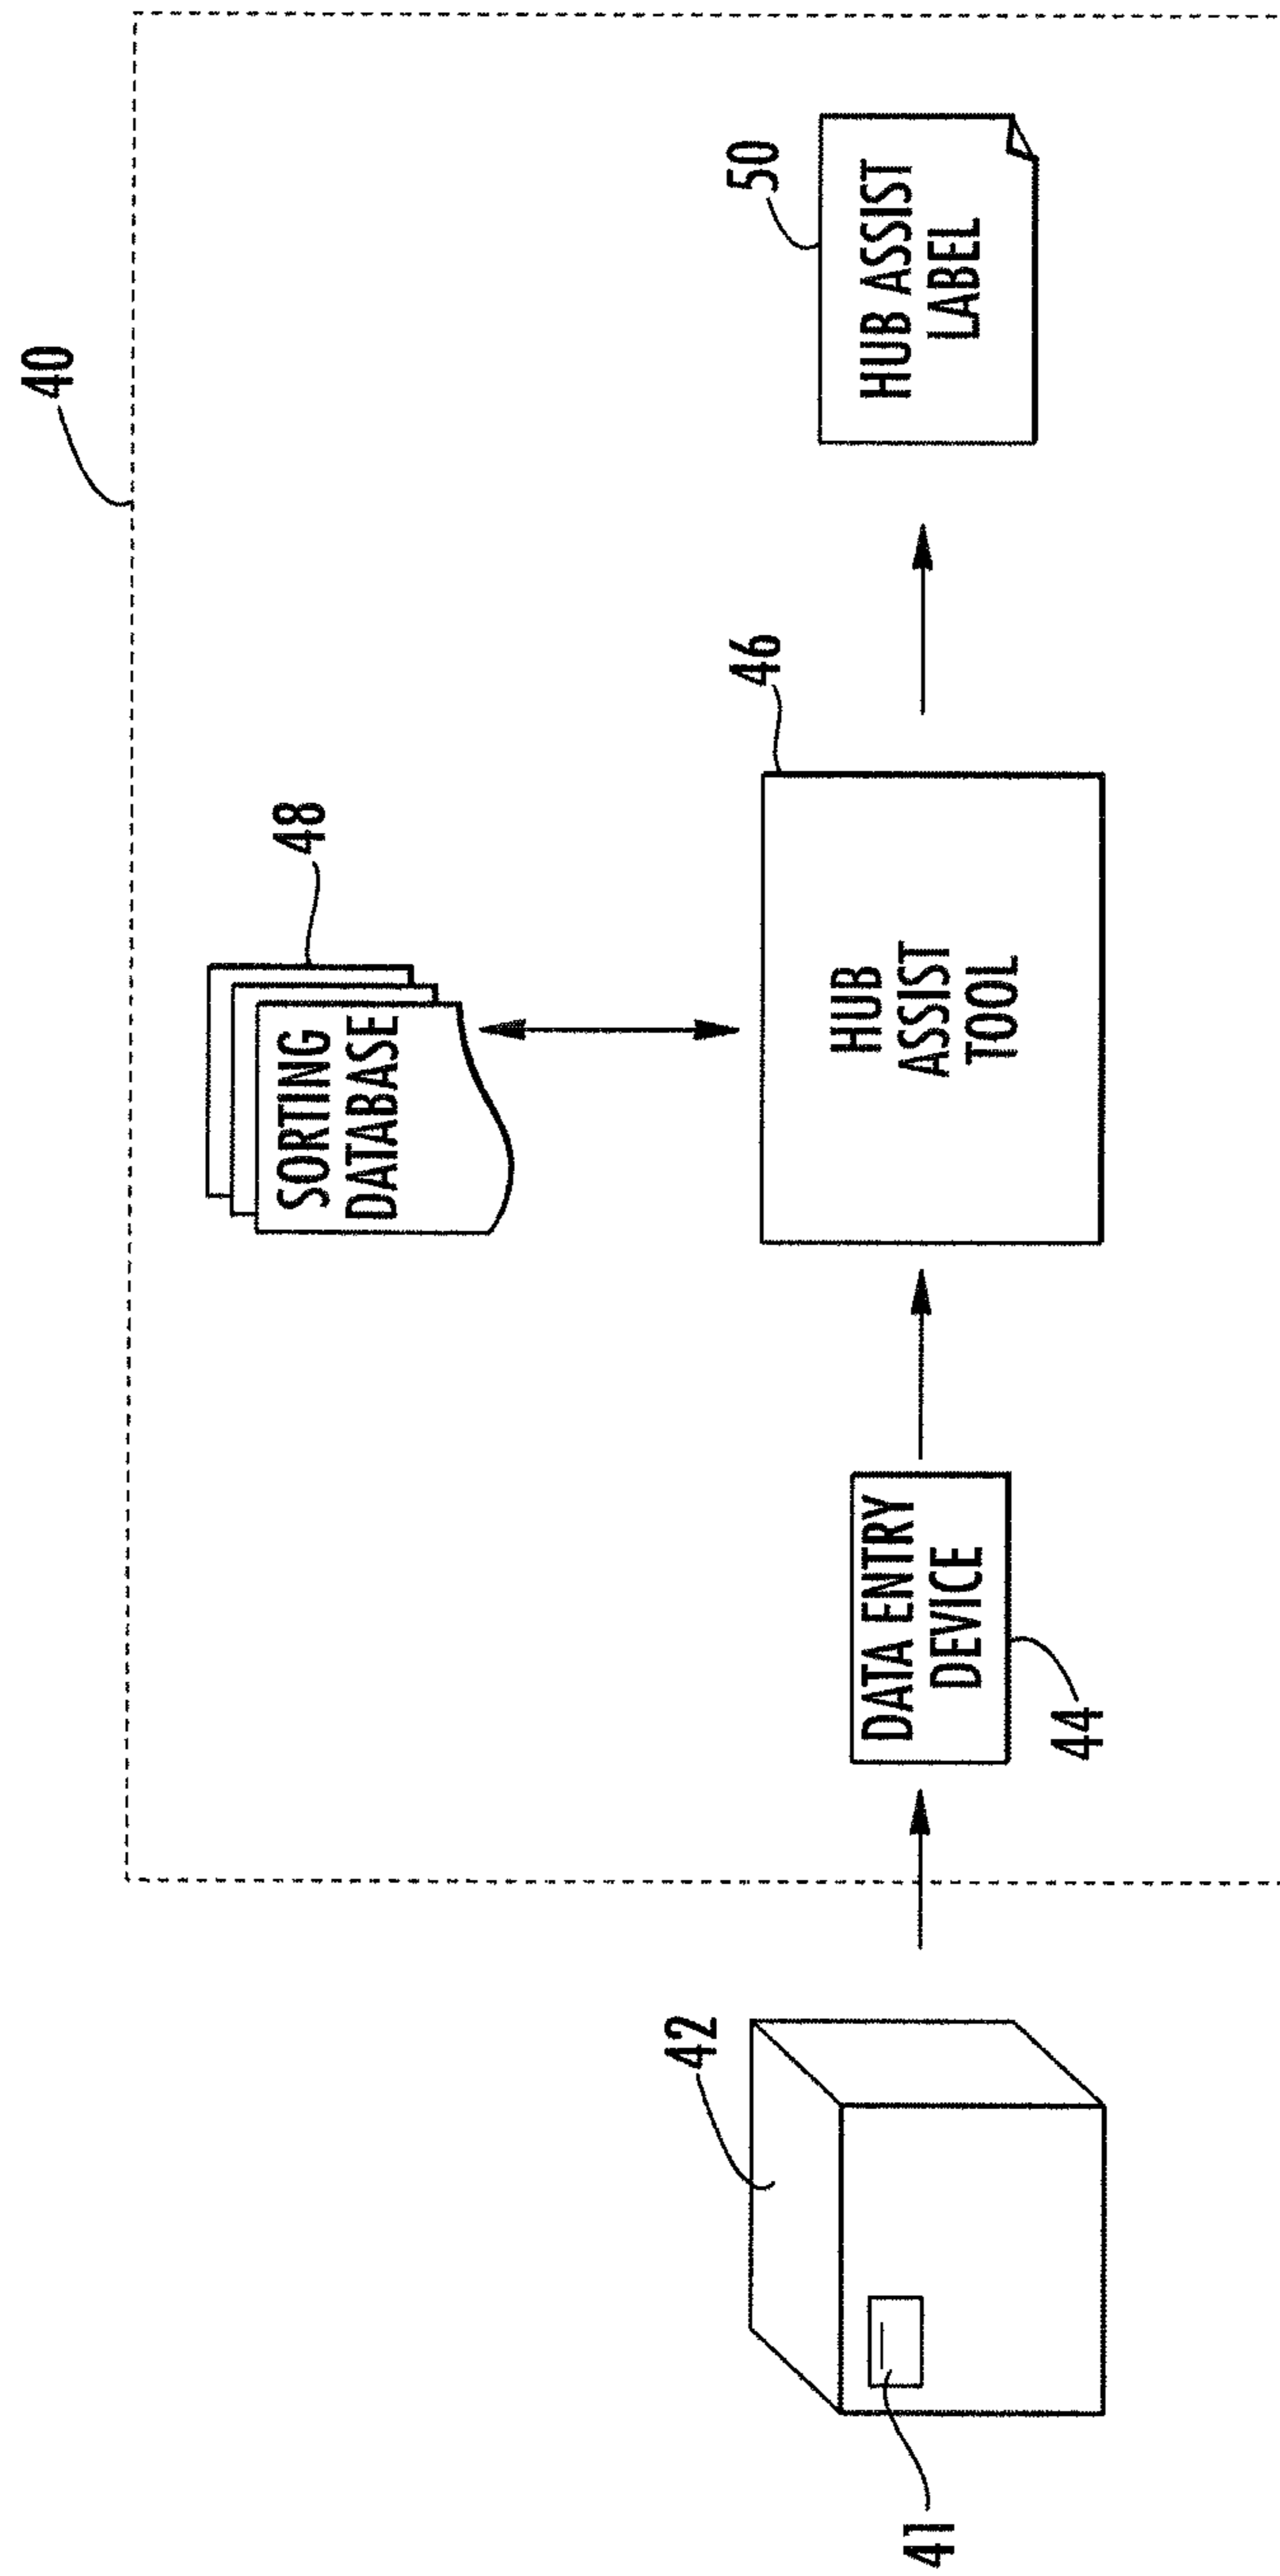 40
48
SORTING
DATABASE
42
46
50
41
DATA ENTRY
DEVICE
44
HUB
ASSIST
TOOL
HUB ASSIST
LABEL